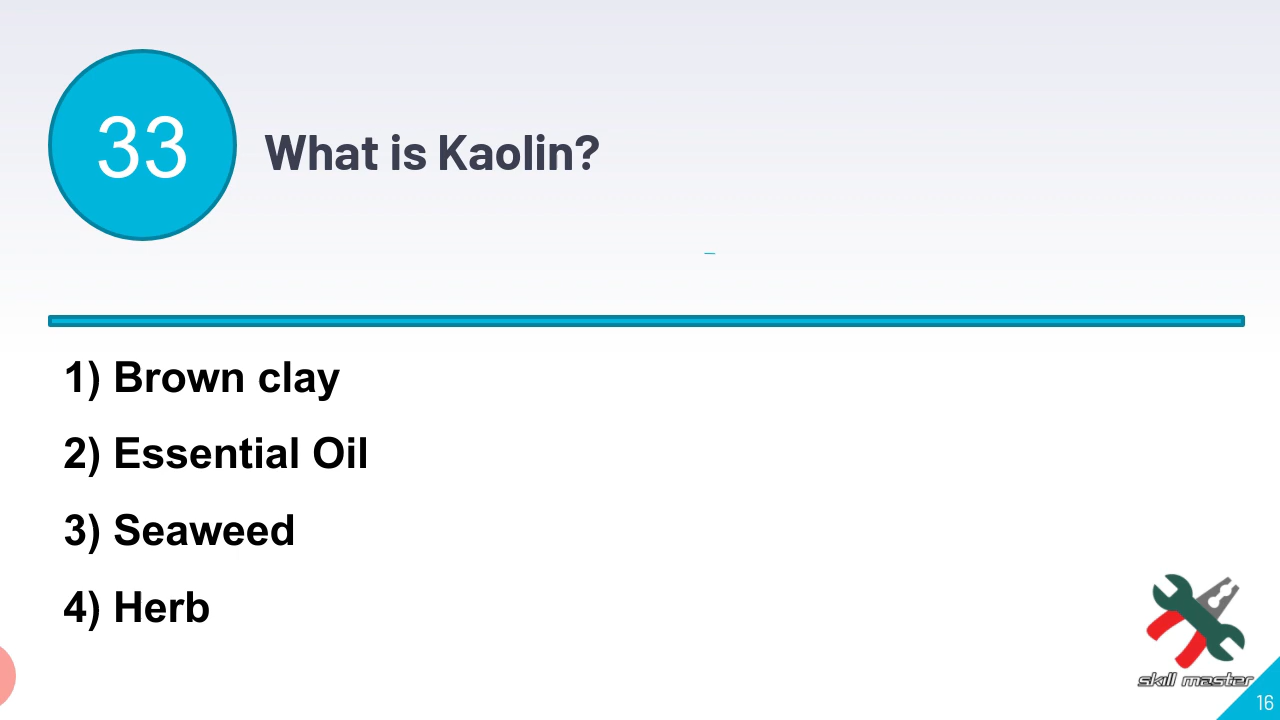 33
What is Kaolin?
1) Brown clay
2) Essential Oil
3) Seaweed
4) Herb
skill master
16